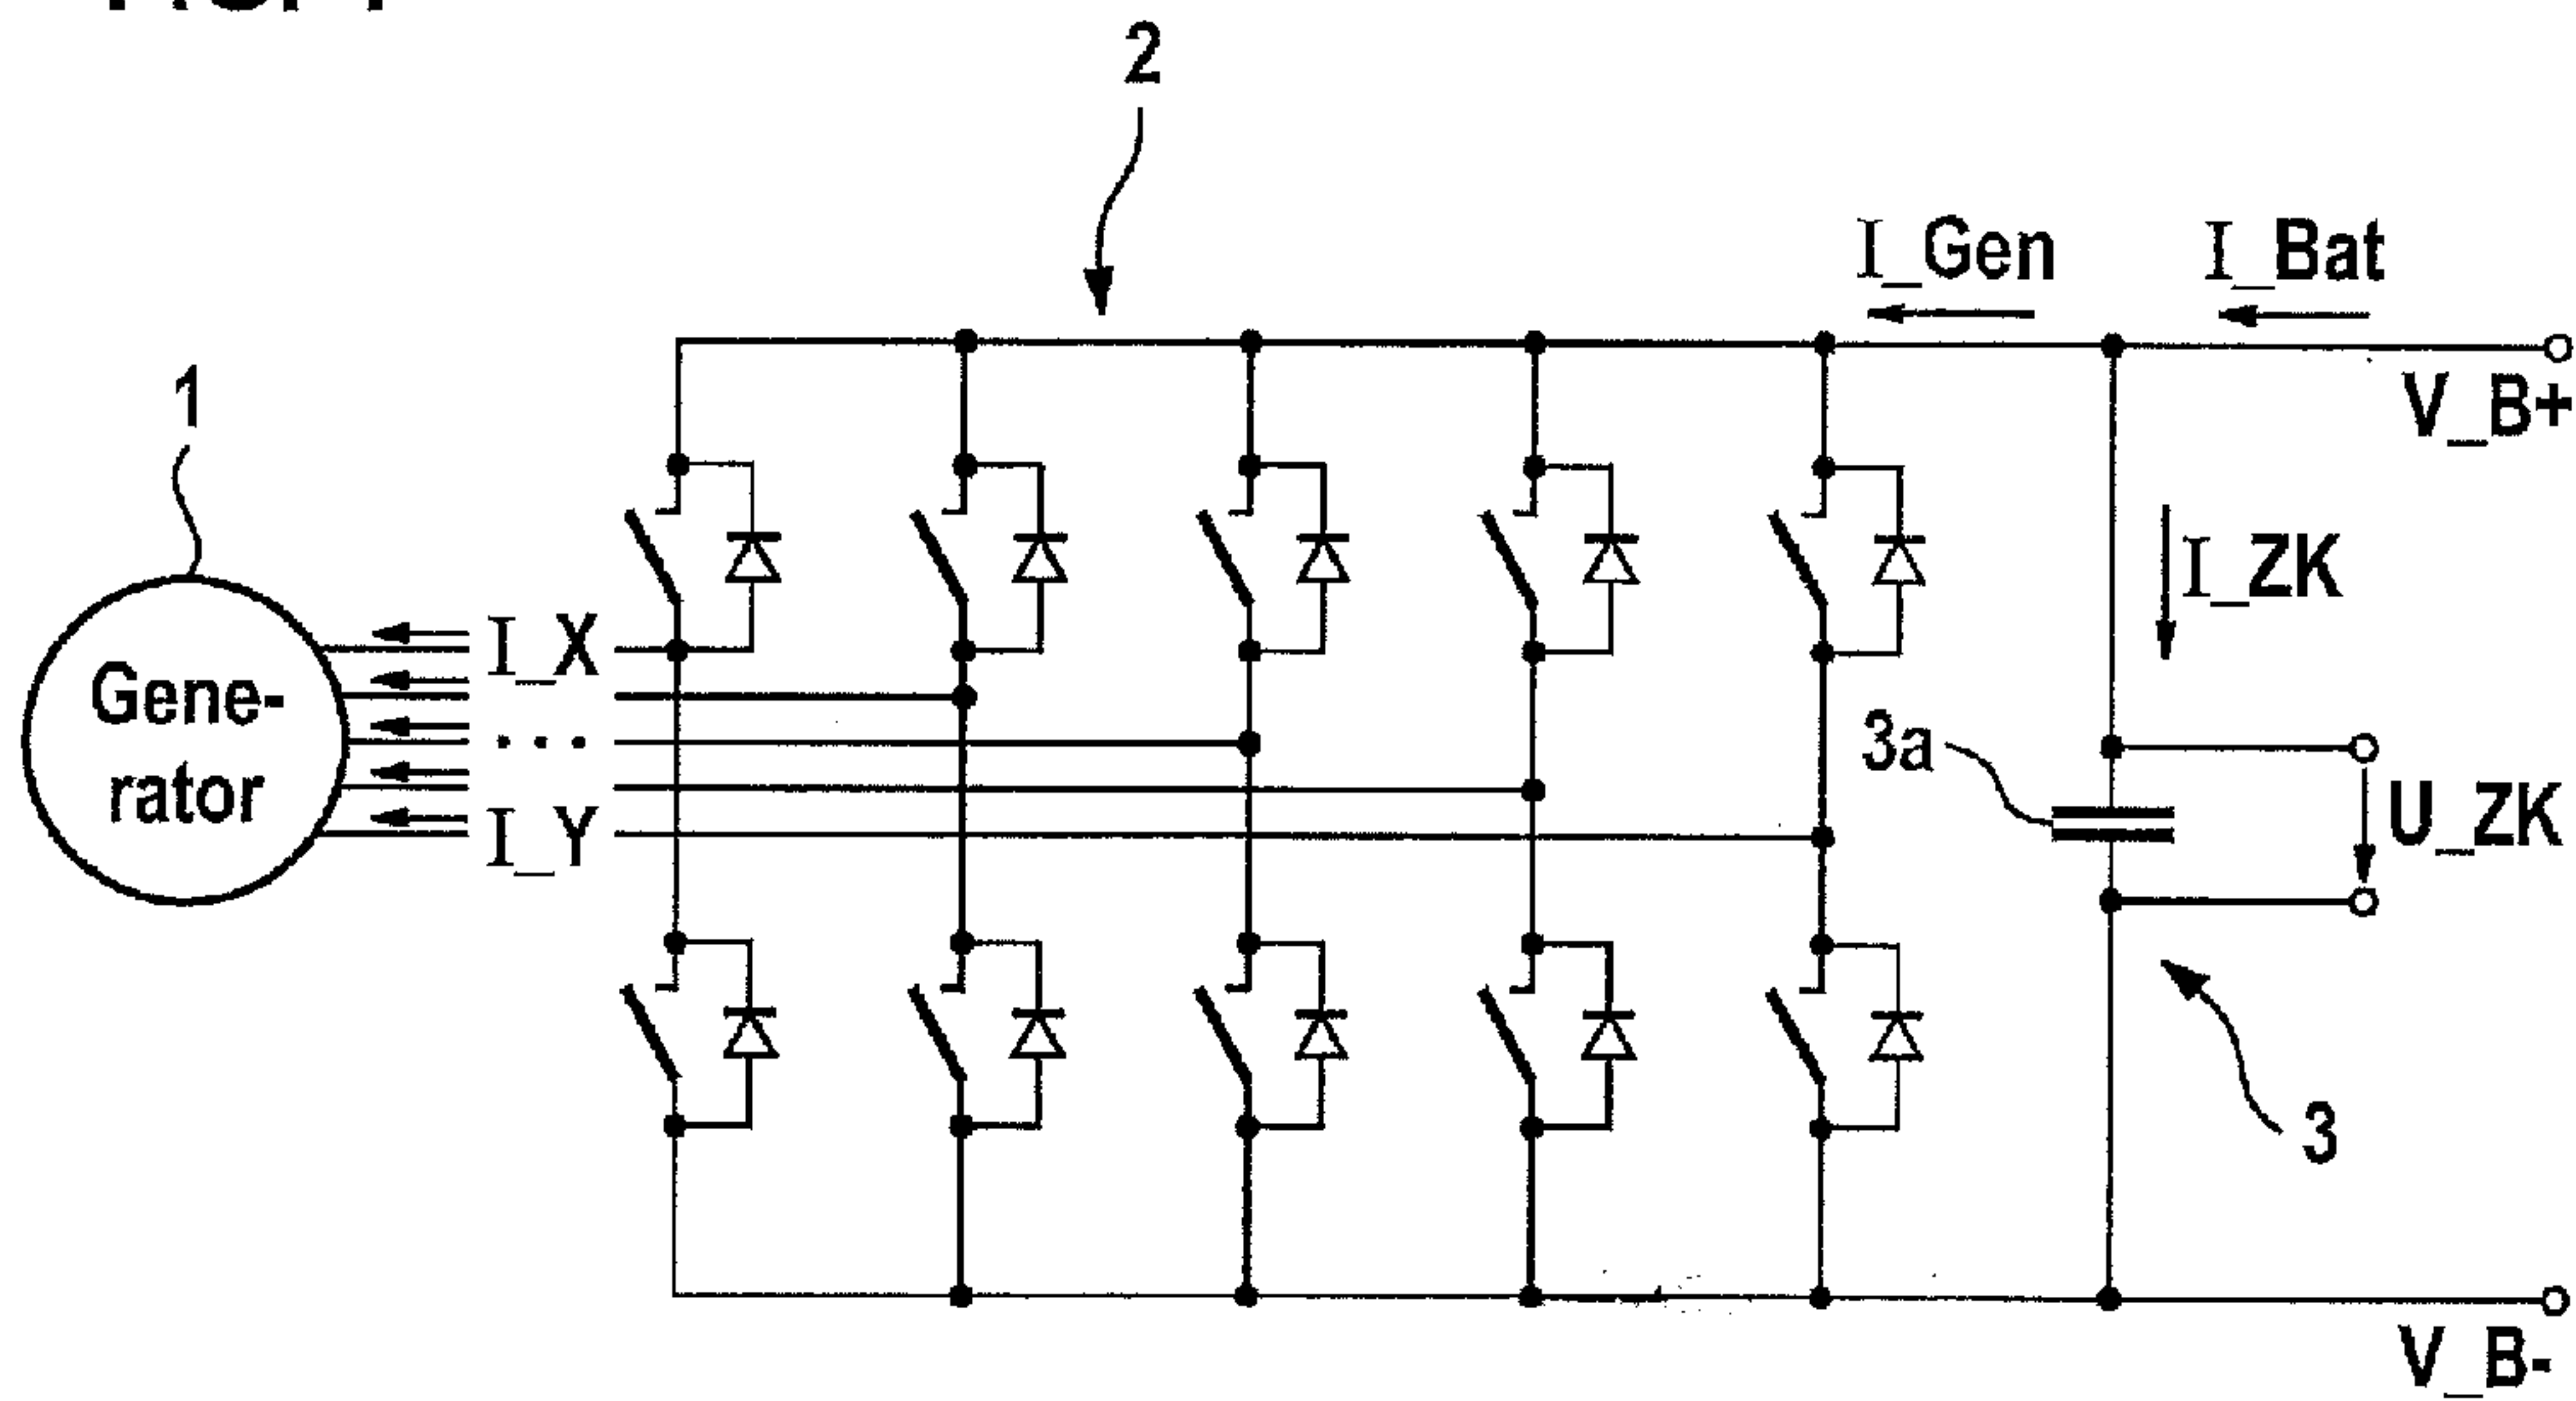 2
I_Gen
I_Bat
1
V_B+
I_ZK
I_X
Gene-
rator
. . .
3a
U_ZK
I_Y
3
V_B-